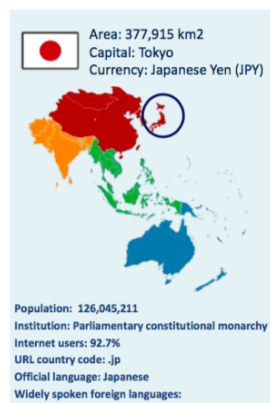 Area: 377,915 km2
Capital: Tokyo
Currency: Japanese Yen (JPY)
Population: 126,045,211
Institution: Parliamentary constitutional monarchy
Internet users: 92.7%
URL country code: .jp
Official language: Japanese
Widely spoken foreign languages: